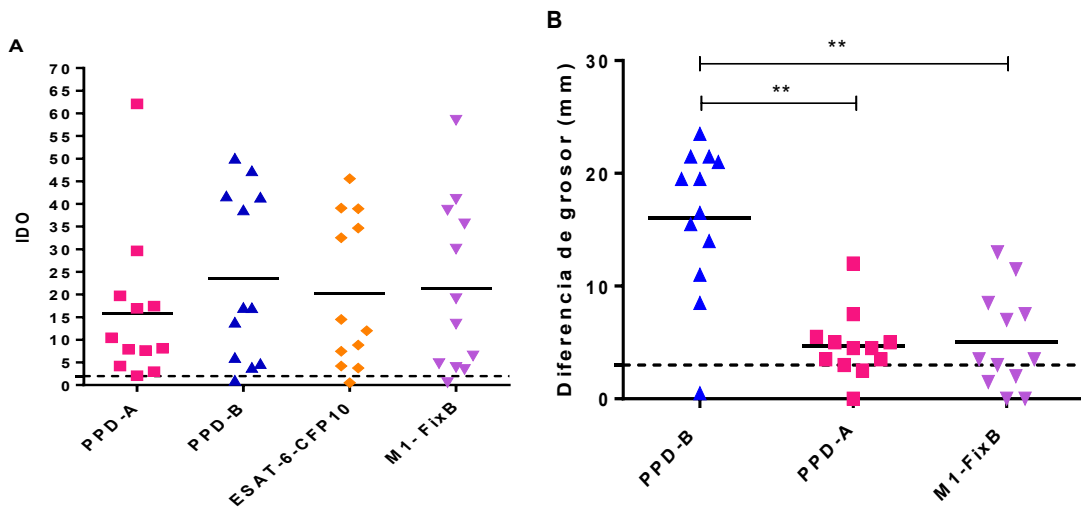 A
IDO
70
65
60
55
50
45
40
35
30
25
20
15
10
5
0
PPD-A
PPD-B
ESAT-6-CFP10
M1- FixB
B
Diferencia de grosor (mm)
30
20
10
0
**
**
PPD-B
PPD-A
M1-FixB